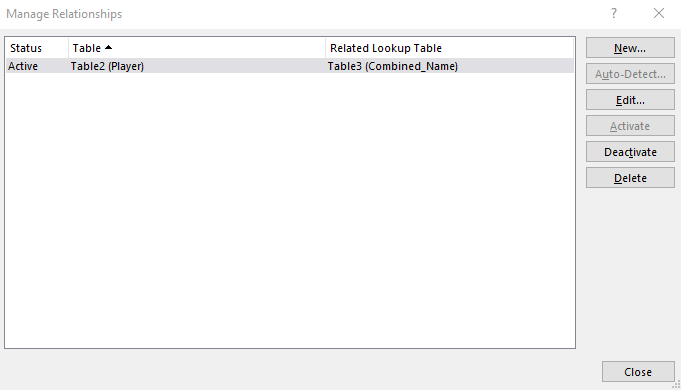 Manage Relationships
? 
Status Table Related Lookup Table
Active Table2 (Player) Table3 (Combined_Name)
New...
Auto-Detect...
Edit...
Activate
Deactivate
Delete
Close